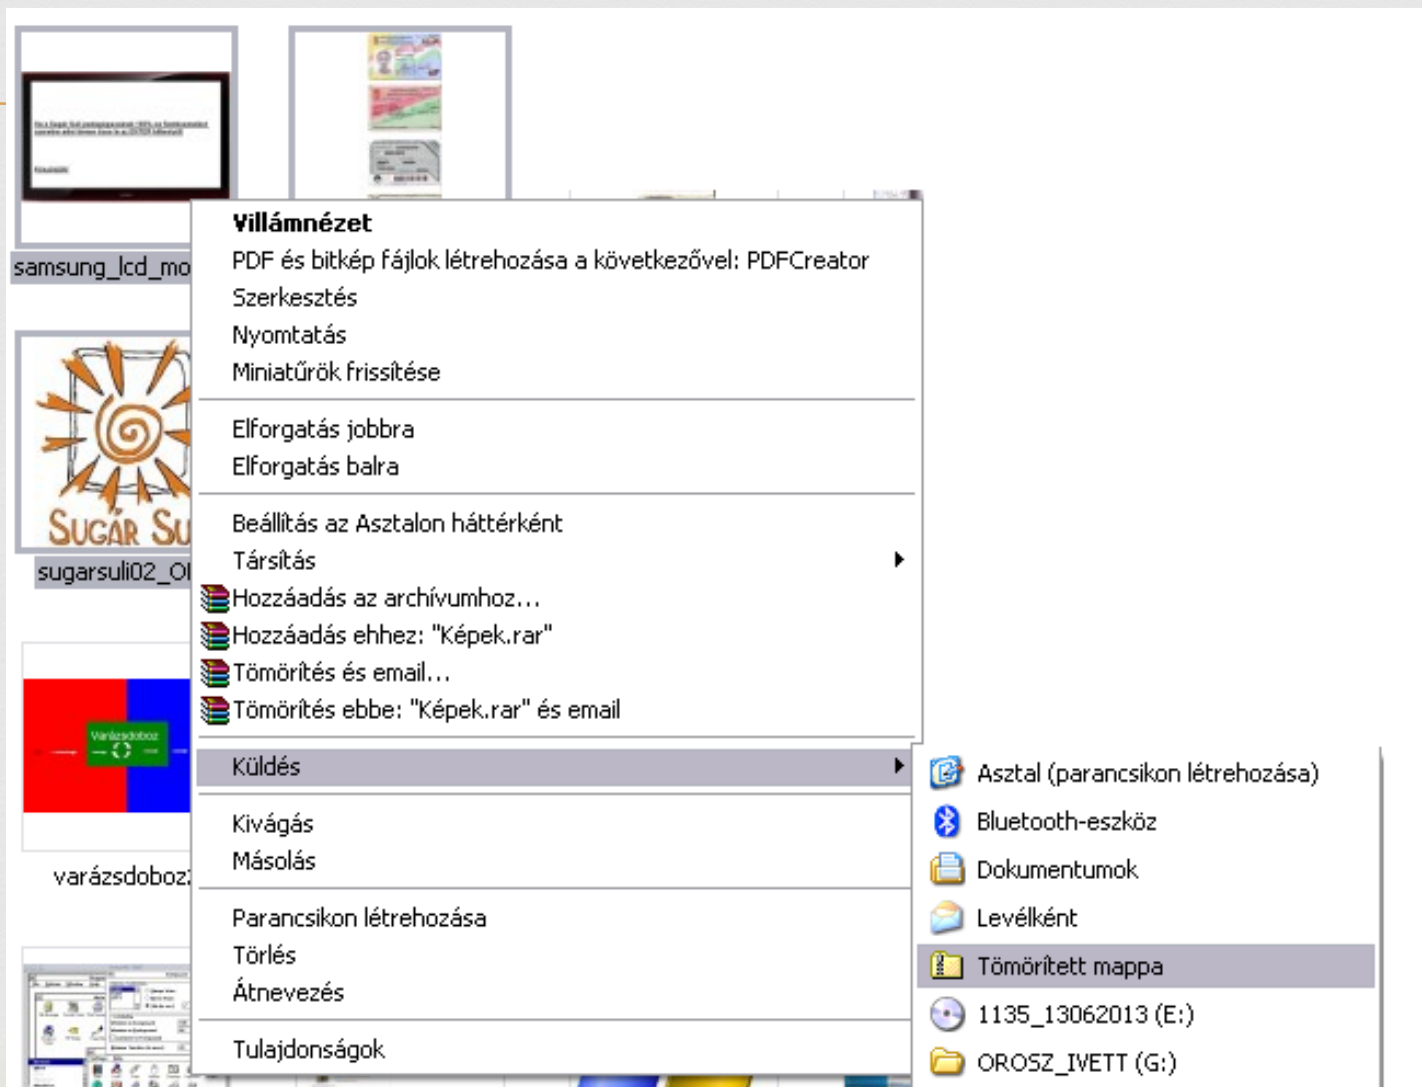 samsung_lcd_mo
Villámnézet
PDF és bitkép fájlok létrehozása a következővel: PDFCreator
Szerkesztés
Nyomtatás
Miniatűrök frissítése
SUGÁR SU
sugarsuli02_O
Elforgatás jobbra
Elforgatás balra
Beállítás az Asztalon háttérként
Társítás
Hozzáadás az archívumhoz...
Hozzáadás ehhez: "Képek.rar"
Tömörítés és email...
Tömörítés ebbe: "Képek.rar" és email
Varázsdoboz
varázsdoboz
Küldés
Kivágás
Másolás
Parancsikon létrehozása
Törlés
Átnevezés
Tulajdonságok
Asztal (parancsikon létrehozása)
Bluetooth-eszköz
Dokumentumok
Levélként
Tömörített mappa
1135_13062013 (E:)
OROSZ_IVETT (G:)